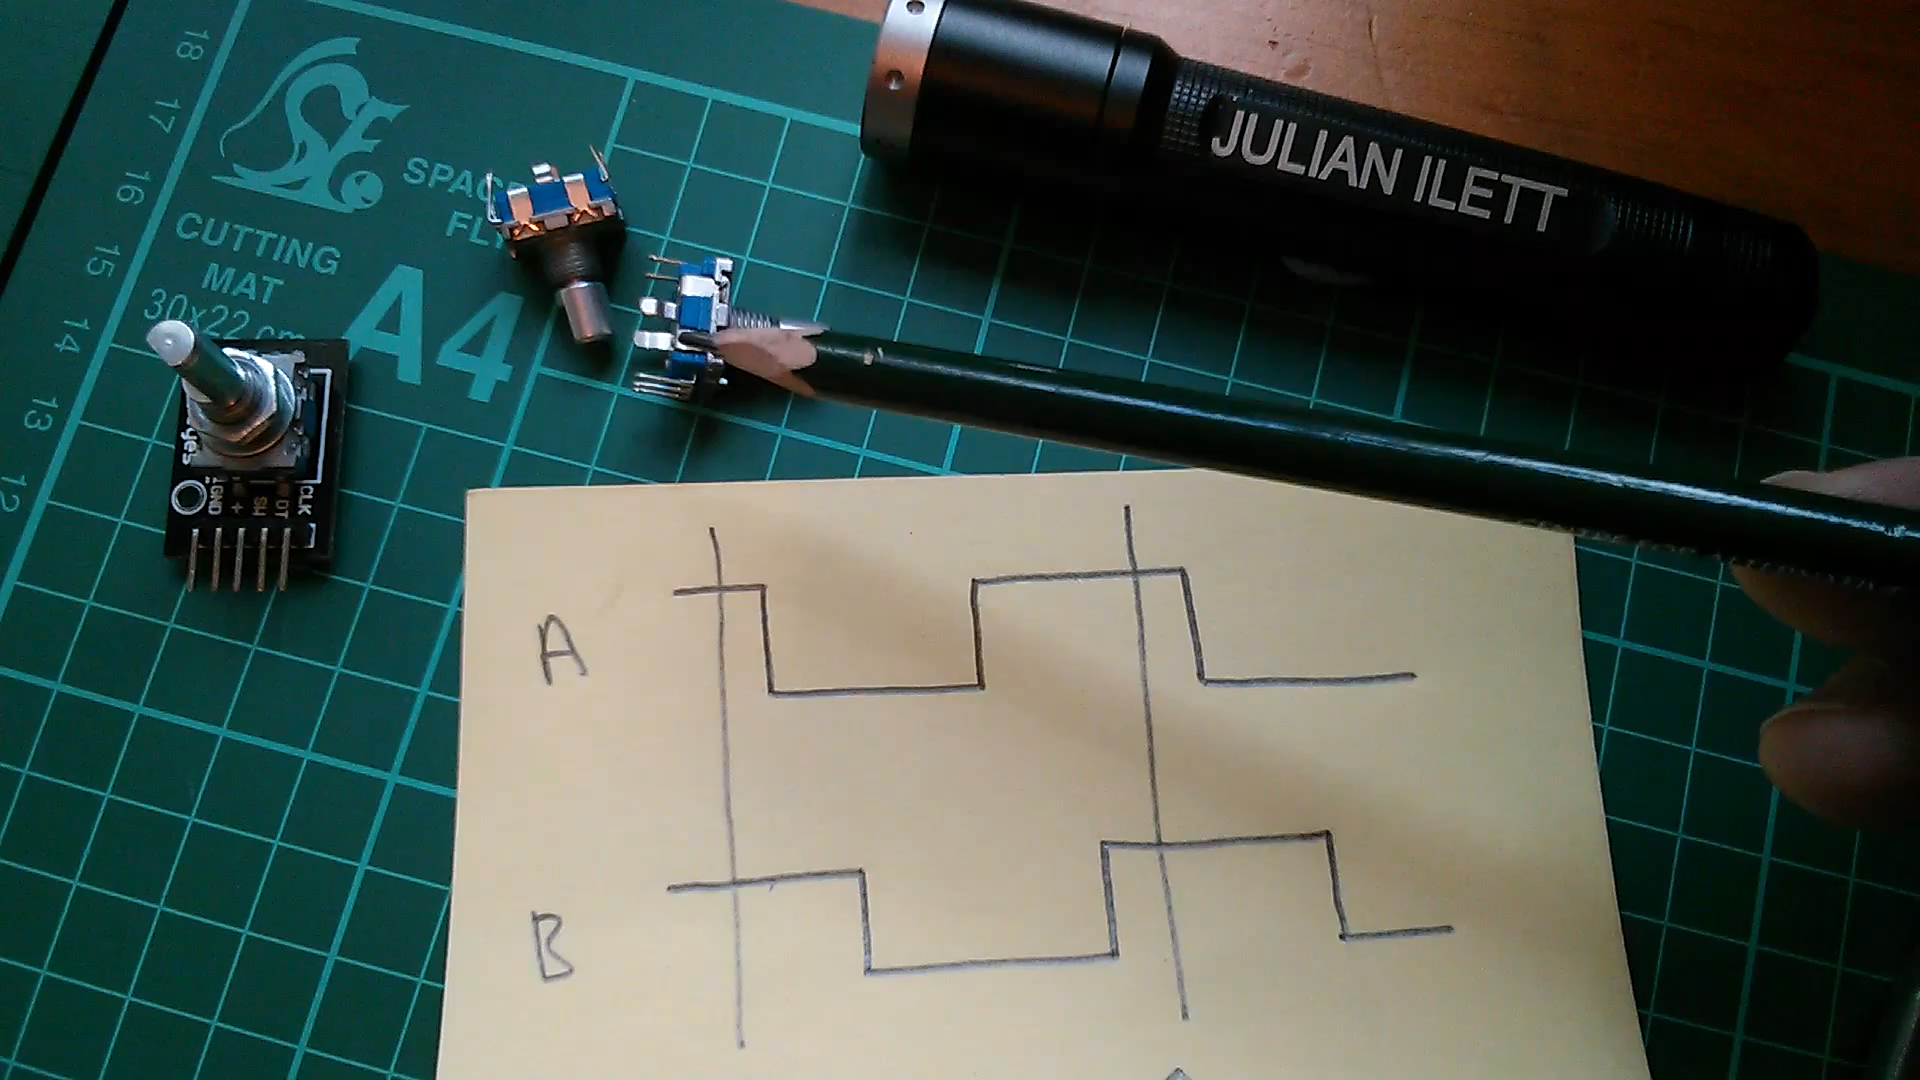 18
17
16
15
14
13
12
SPACE
FLY
CUTTING
MAT
30x22 cm
A4
JULIAN ILETT
GND
+
SW
DT
CLK
A
B